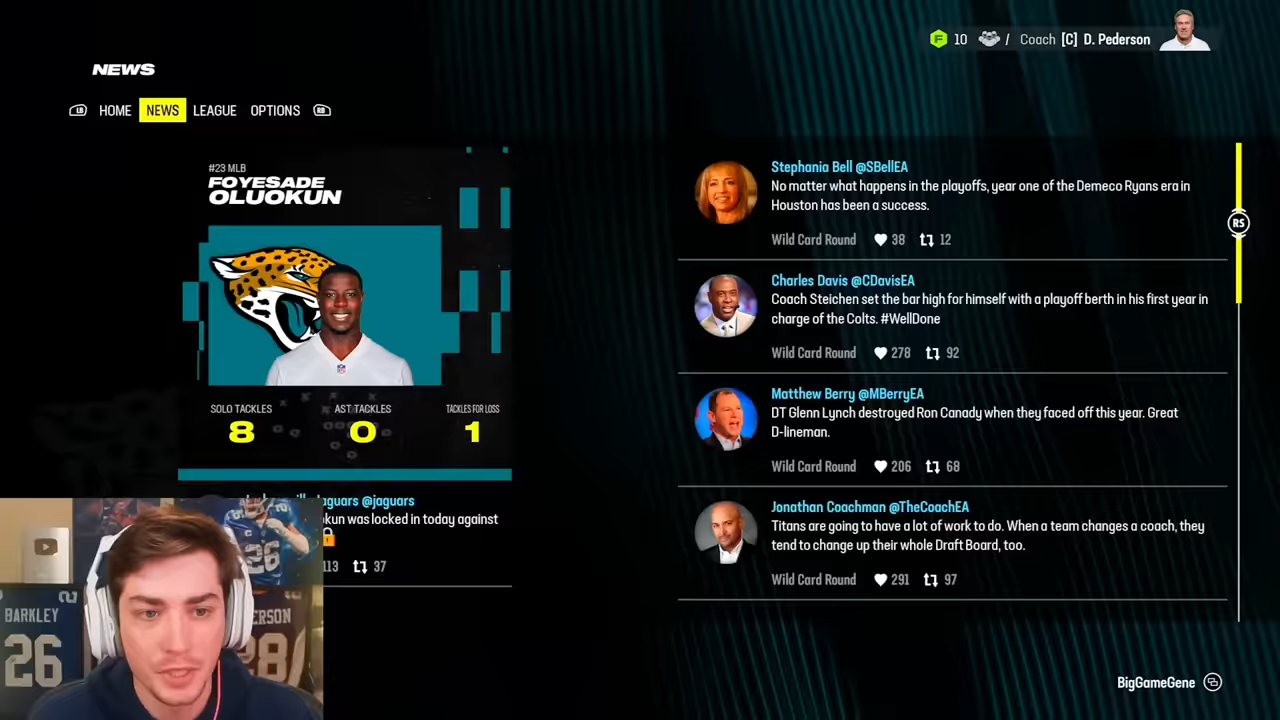 10 / Coach [C] D. Pederson
NEWS
LB HOME NEWS LEAGUE OPTIONS RB
#23 MLB
FOYESADE
OLUOKUN
SOLO TACKLES AST TACKLES TACKLES FOR LOSS
8 0 1
Jaguars @jaguars
was locked in today against
113 37
Stephania Bell @SBellEA
No matter what happens in the playoffs, year one of the Demeco Ryans era in
Houston has been a success.
Wild Card Round 38 12
Charles Davis @CDavisEA
Coach Steichen set the bar high for himself with a playoff berth in his first year in
charge of the Colts. #WellDone
Wild Card Round 278 92
Matthew Berry @MBerryEA
DT Glenn Lynch destroyed Ron Canady when they faced off this year. Great
D-lineman.
Wild Card Round 206 68
Jonathan Coachman @TheCoachEA
Titans are going to have a lot of work to do. When a team changes a coach, they
tend to change up their whole Draft Board, too.
Wild Card Round 291 97
RS
BARKLEY
26
26
ERSON
28
BigGameGene